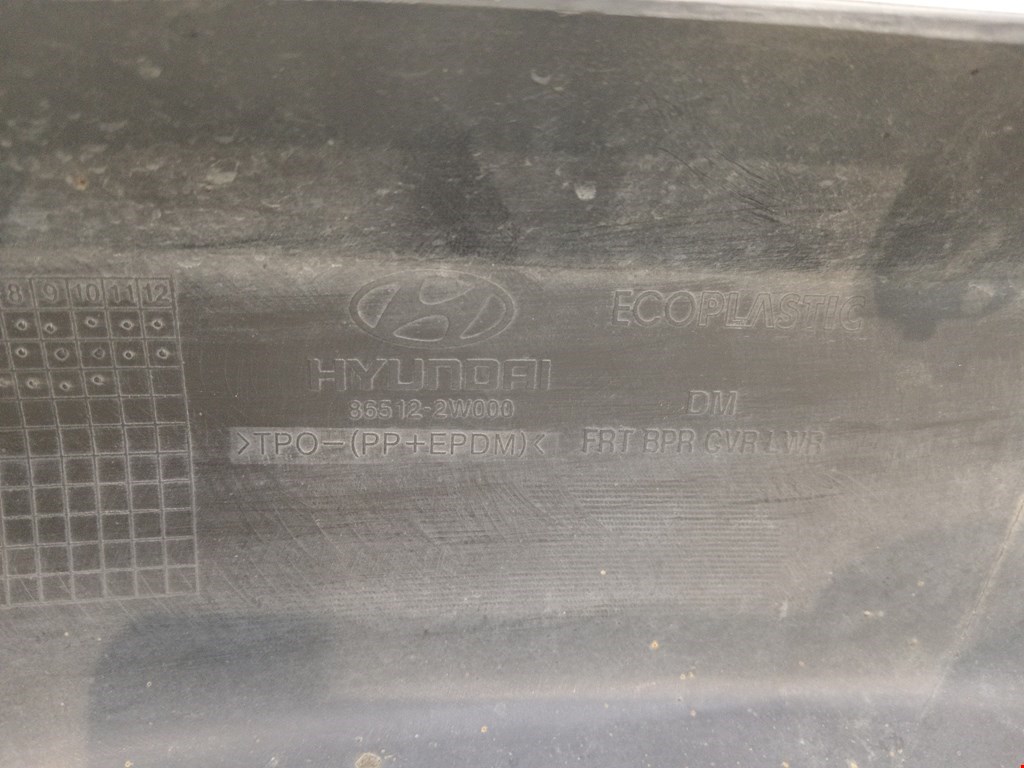 8 9 10 11 12
HYUNDAI
86512-2W000
>TPO-(PP+EPDM)<
ECOPLASTIC
DM
FRT BPR CVR LWR